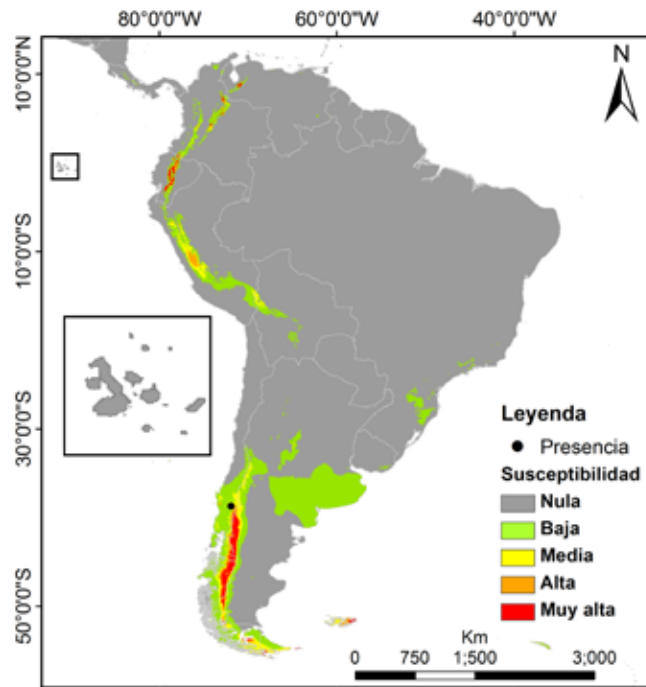 80°0'0"W 60°0'0"W 40°0'0"W
10°0'0"N
10°0'0"S
30°0'0"S
50°0'0"S
N
Leyenda
Presencia
Susceptibilidad
Nula
Baja
Media
Alta
Muy alta
Km
0 750 1;500 3;000